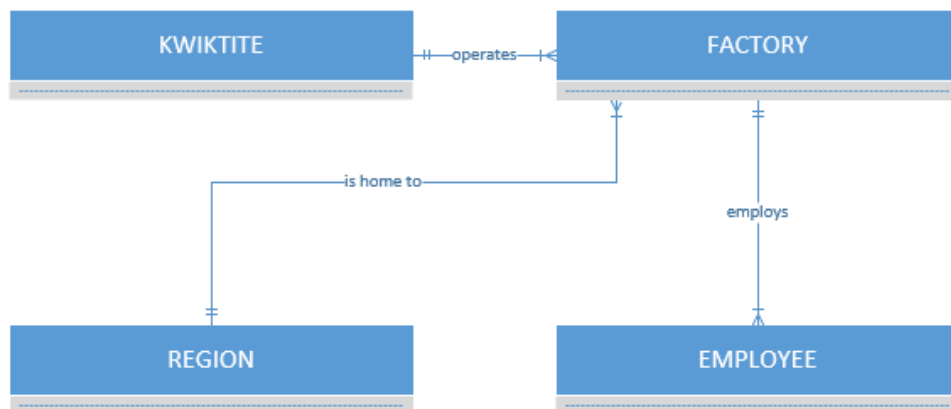 KWIKTITE
operates
FACTORY
is home to
employs
REGION
EMPLOYEE